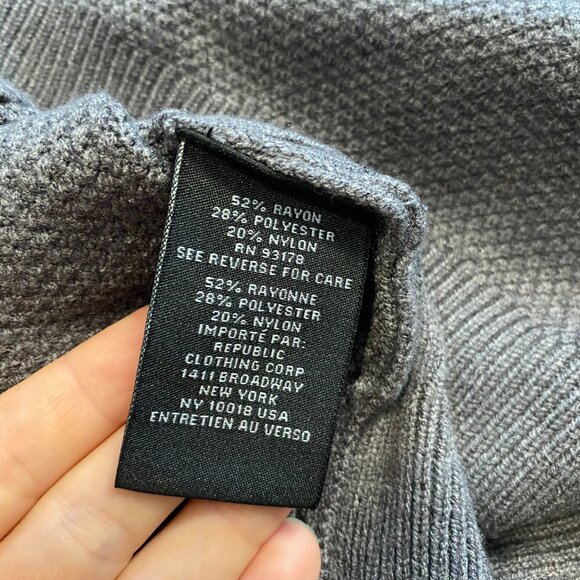 52% RAYON
28% POLYESTER
20% NYLON
RN 93178
SEE REVERSE FOR CARE
52% RAYONNE
28% POLYESTER
20% NYLON
IMPORTÉ PAR:
REPUBLIC
CLOTHING CORP
1411 BROADWAY
NEW YORK
NY 10018 USA
ENTRETIEN AU VERSO